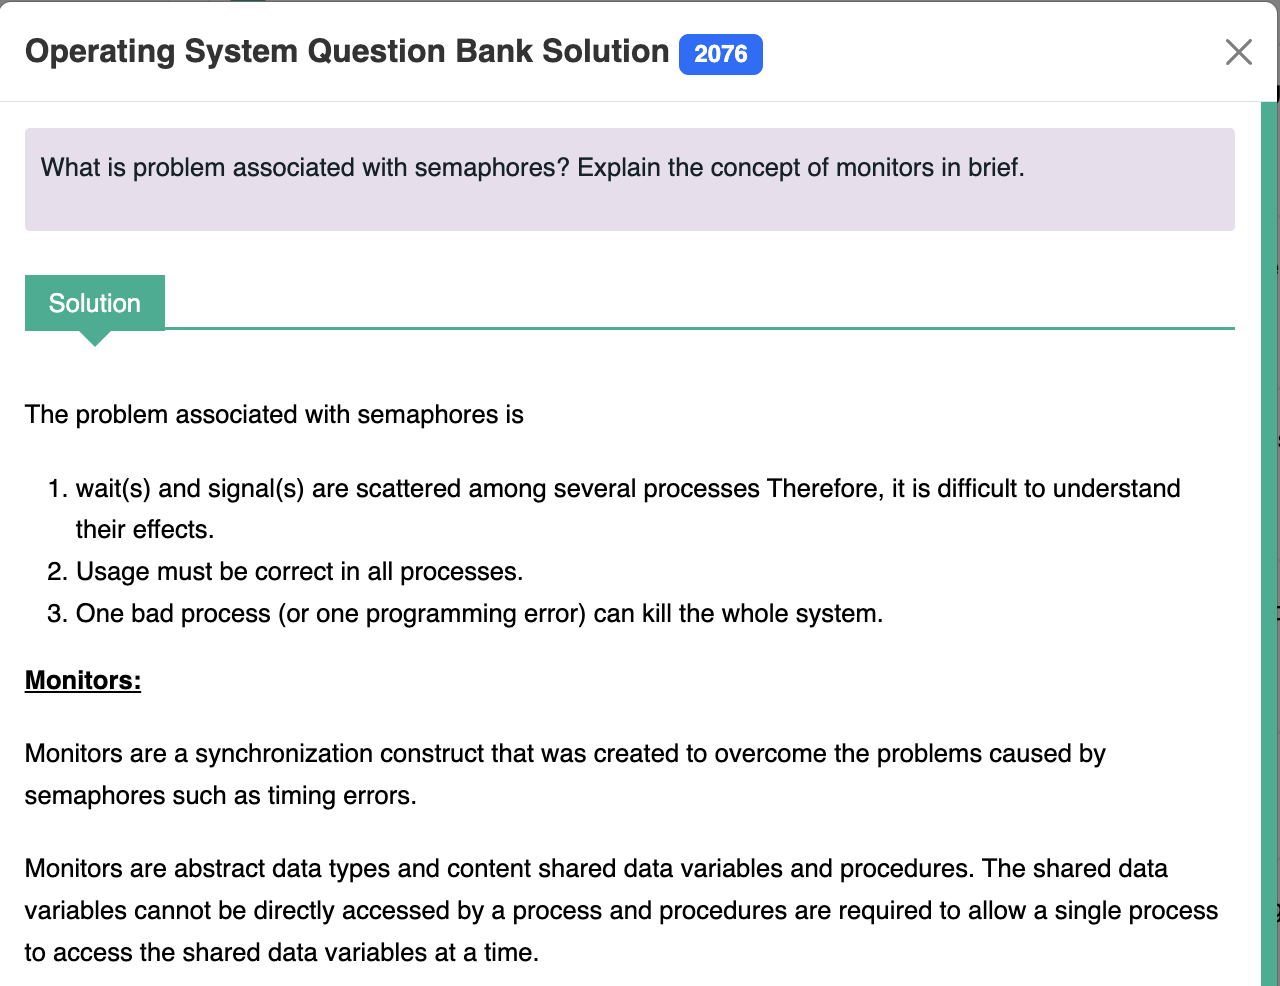 Operating System Question Bank Solution 2076
What is problem associated with semaphores? Explain the concept of monitors in brief.
Solution
The problem associated with semaphores is
1. wait(s) and signal(s) are scattered among several processes Therefore, it is difficult to understand
their effects.
2. Usage must be correct in all processes.
3. One bad process (or one programming error) can kill the whole system.
Monitors:
Monitors are a synchronization construct that was created to overcome the problems caused by
semaphores such as timing errors.
Monitors are abstract data types and content shared data variables and procedures. The shared data
variables cannot be directly accessed by a process and procedures are required to allow a single process
to access the shared data variables at a time.